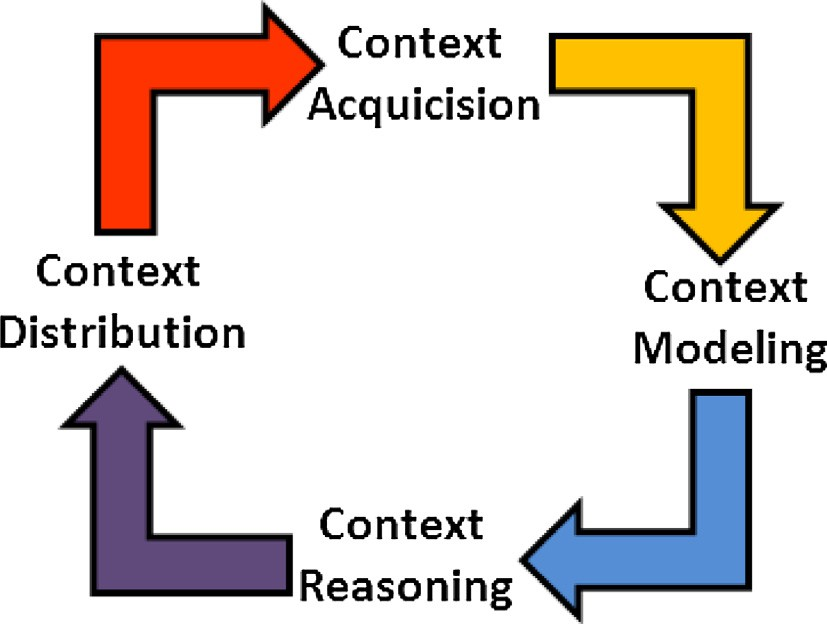 Context
Acquicision
Context
Modeling
Context
Reasoning
Context
Distribution